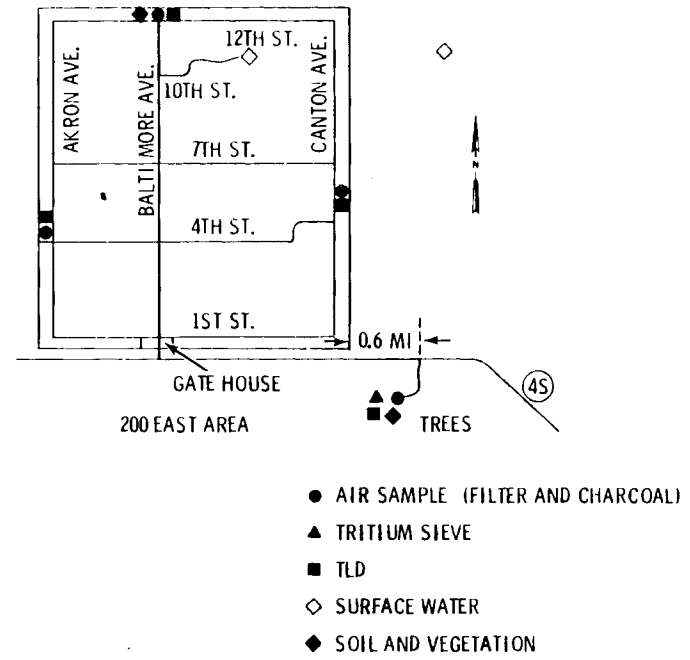 12TH ST.
AKRON AVE.
BALTIMORE AVE.
CANTON AVE.
10TH ST.
7TH ST.
N
4TH ST.
1ST ST.
0.6 MI
GATE HOUSE
4S
200 EAST AREA
TREES
AIR SAMPLE (FILTER AND CHARCOAL)
TRITIUM SIEVE
TLD
SURFACE WATER
SOIL AND VEGETATION